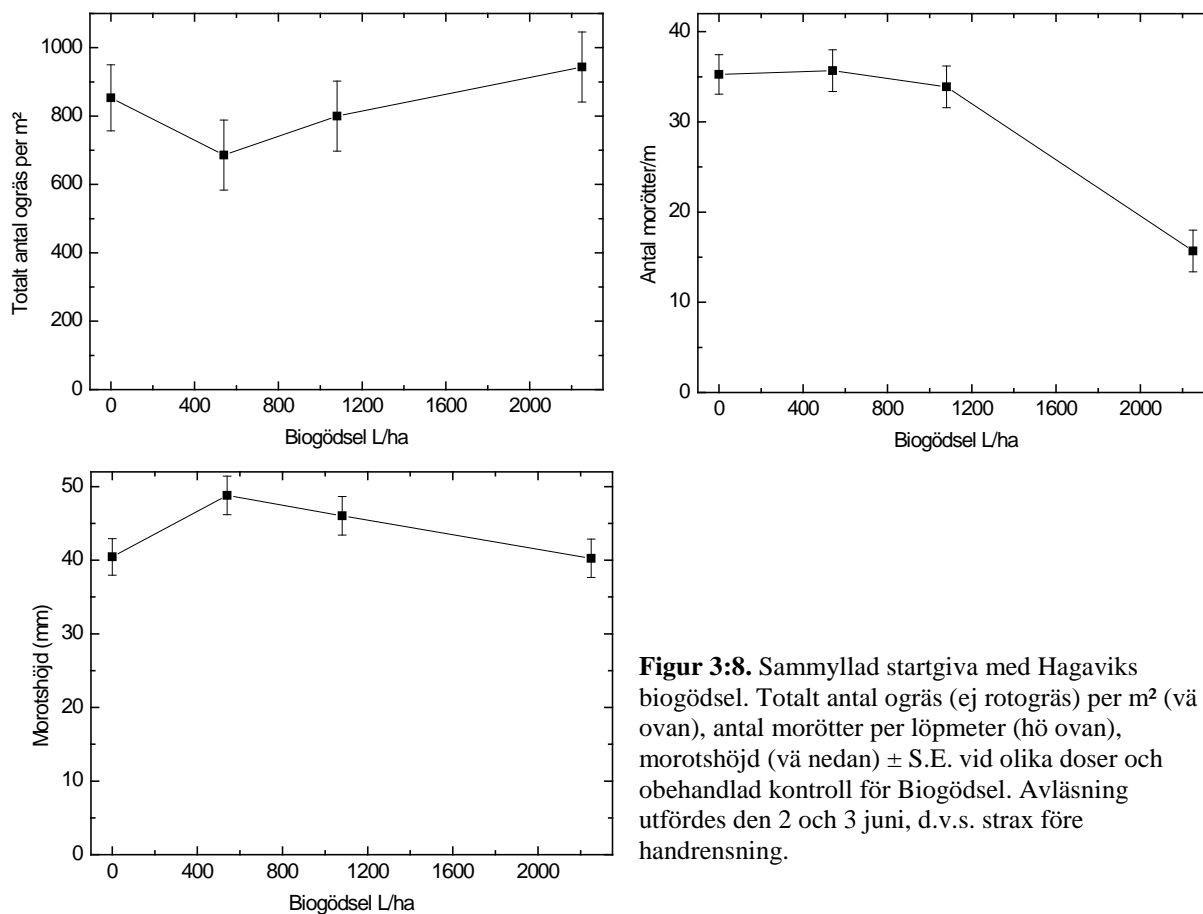 1000
800
600
400
200
0
Totalt antal ogräs per m²
0 400 800 1200 1600 2000
Biogödsel L/ha
40
30
20
10
0
Antal morötter/m
0 400 800 1200 1600 2000
Biogödsel L/ha
50
40
30
20
10
0
Morotshöjd (mm)
0 400 800 1200 1600 2000
Biogödsel L/ha
Figur 3:8. Sammyllad startgiva med Hagaviks
biogödsel. Totalt antal ogräs (ej rotogräs) per m² (vä
ovan), antal morötter per löpmeter (hö ovan),
morotshöjd (vä nedan) ± S.E. vid olika doser och
obehandlad kontroll för Biogödsel. Avläsning
utfördes den 2 och 3 juni, d.v.s. strax före
handrensning.